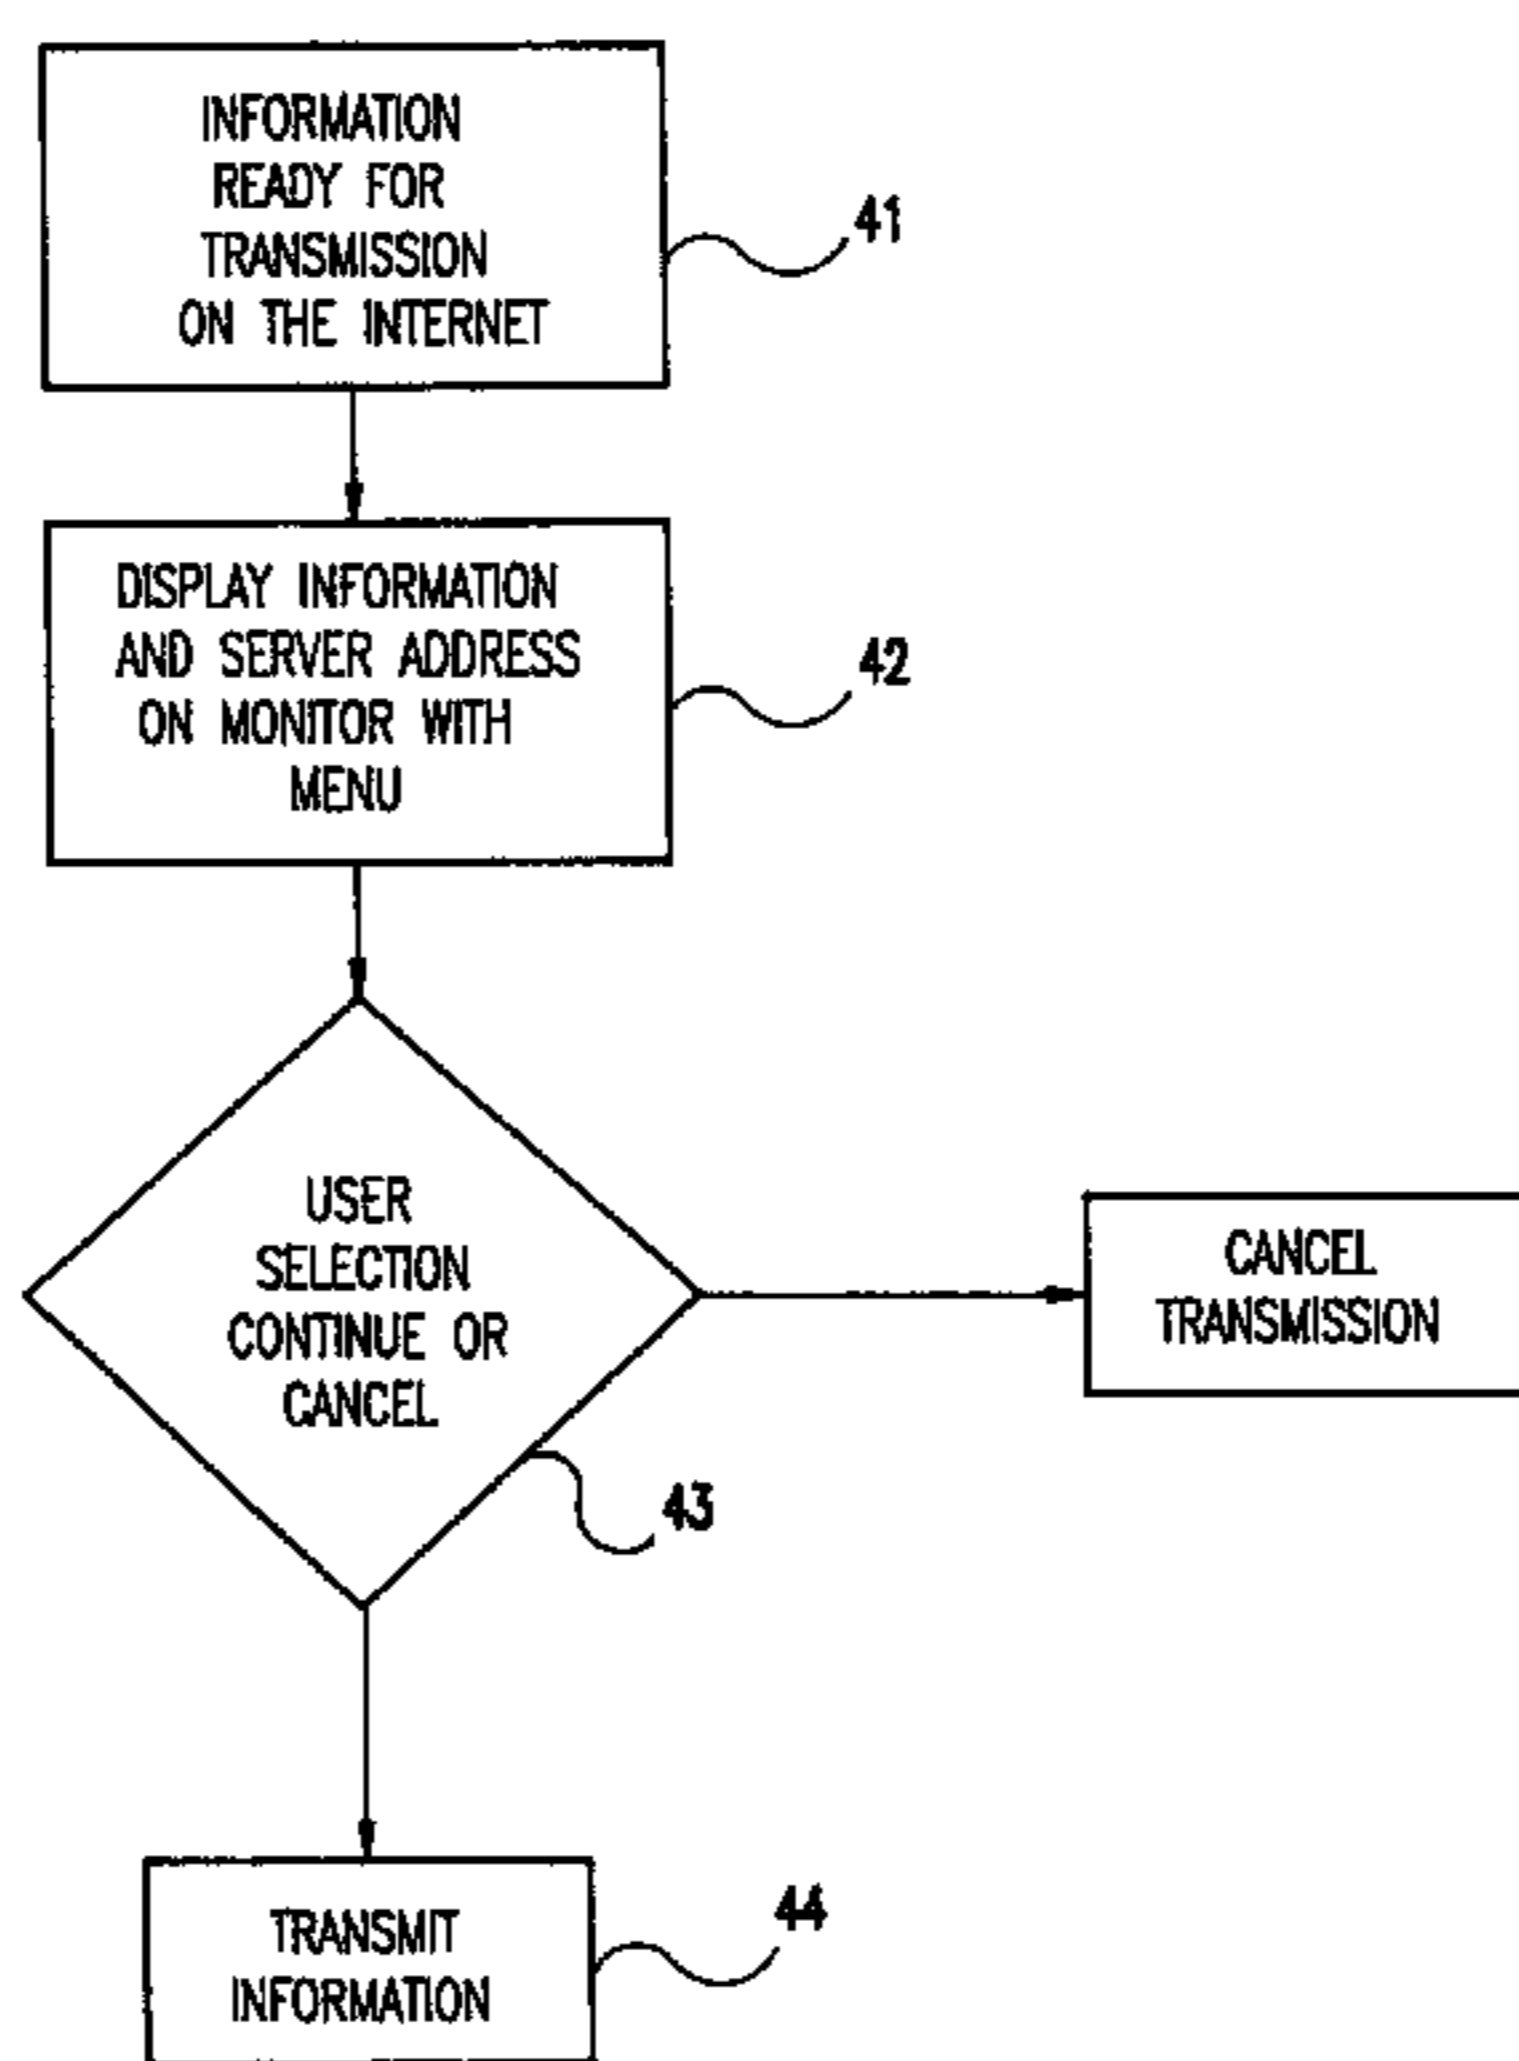 INFORMATION
READY FOR
TRANSMISSION
ON THE INTERNET
41
DISPLAY INFORMATION
AND SERVER ADDRESS
ON MONITOR WITH
MENU
42
USER
SELECTION
CONTINUE OR
CANCEL
43
CANCEL
TRANSMISSION
TRANSMIT
INFORMATION
44